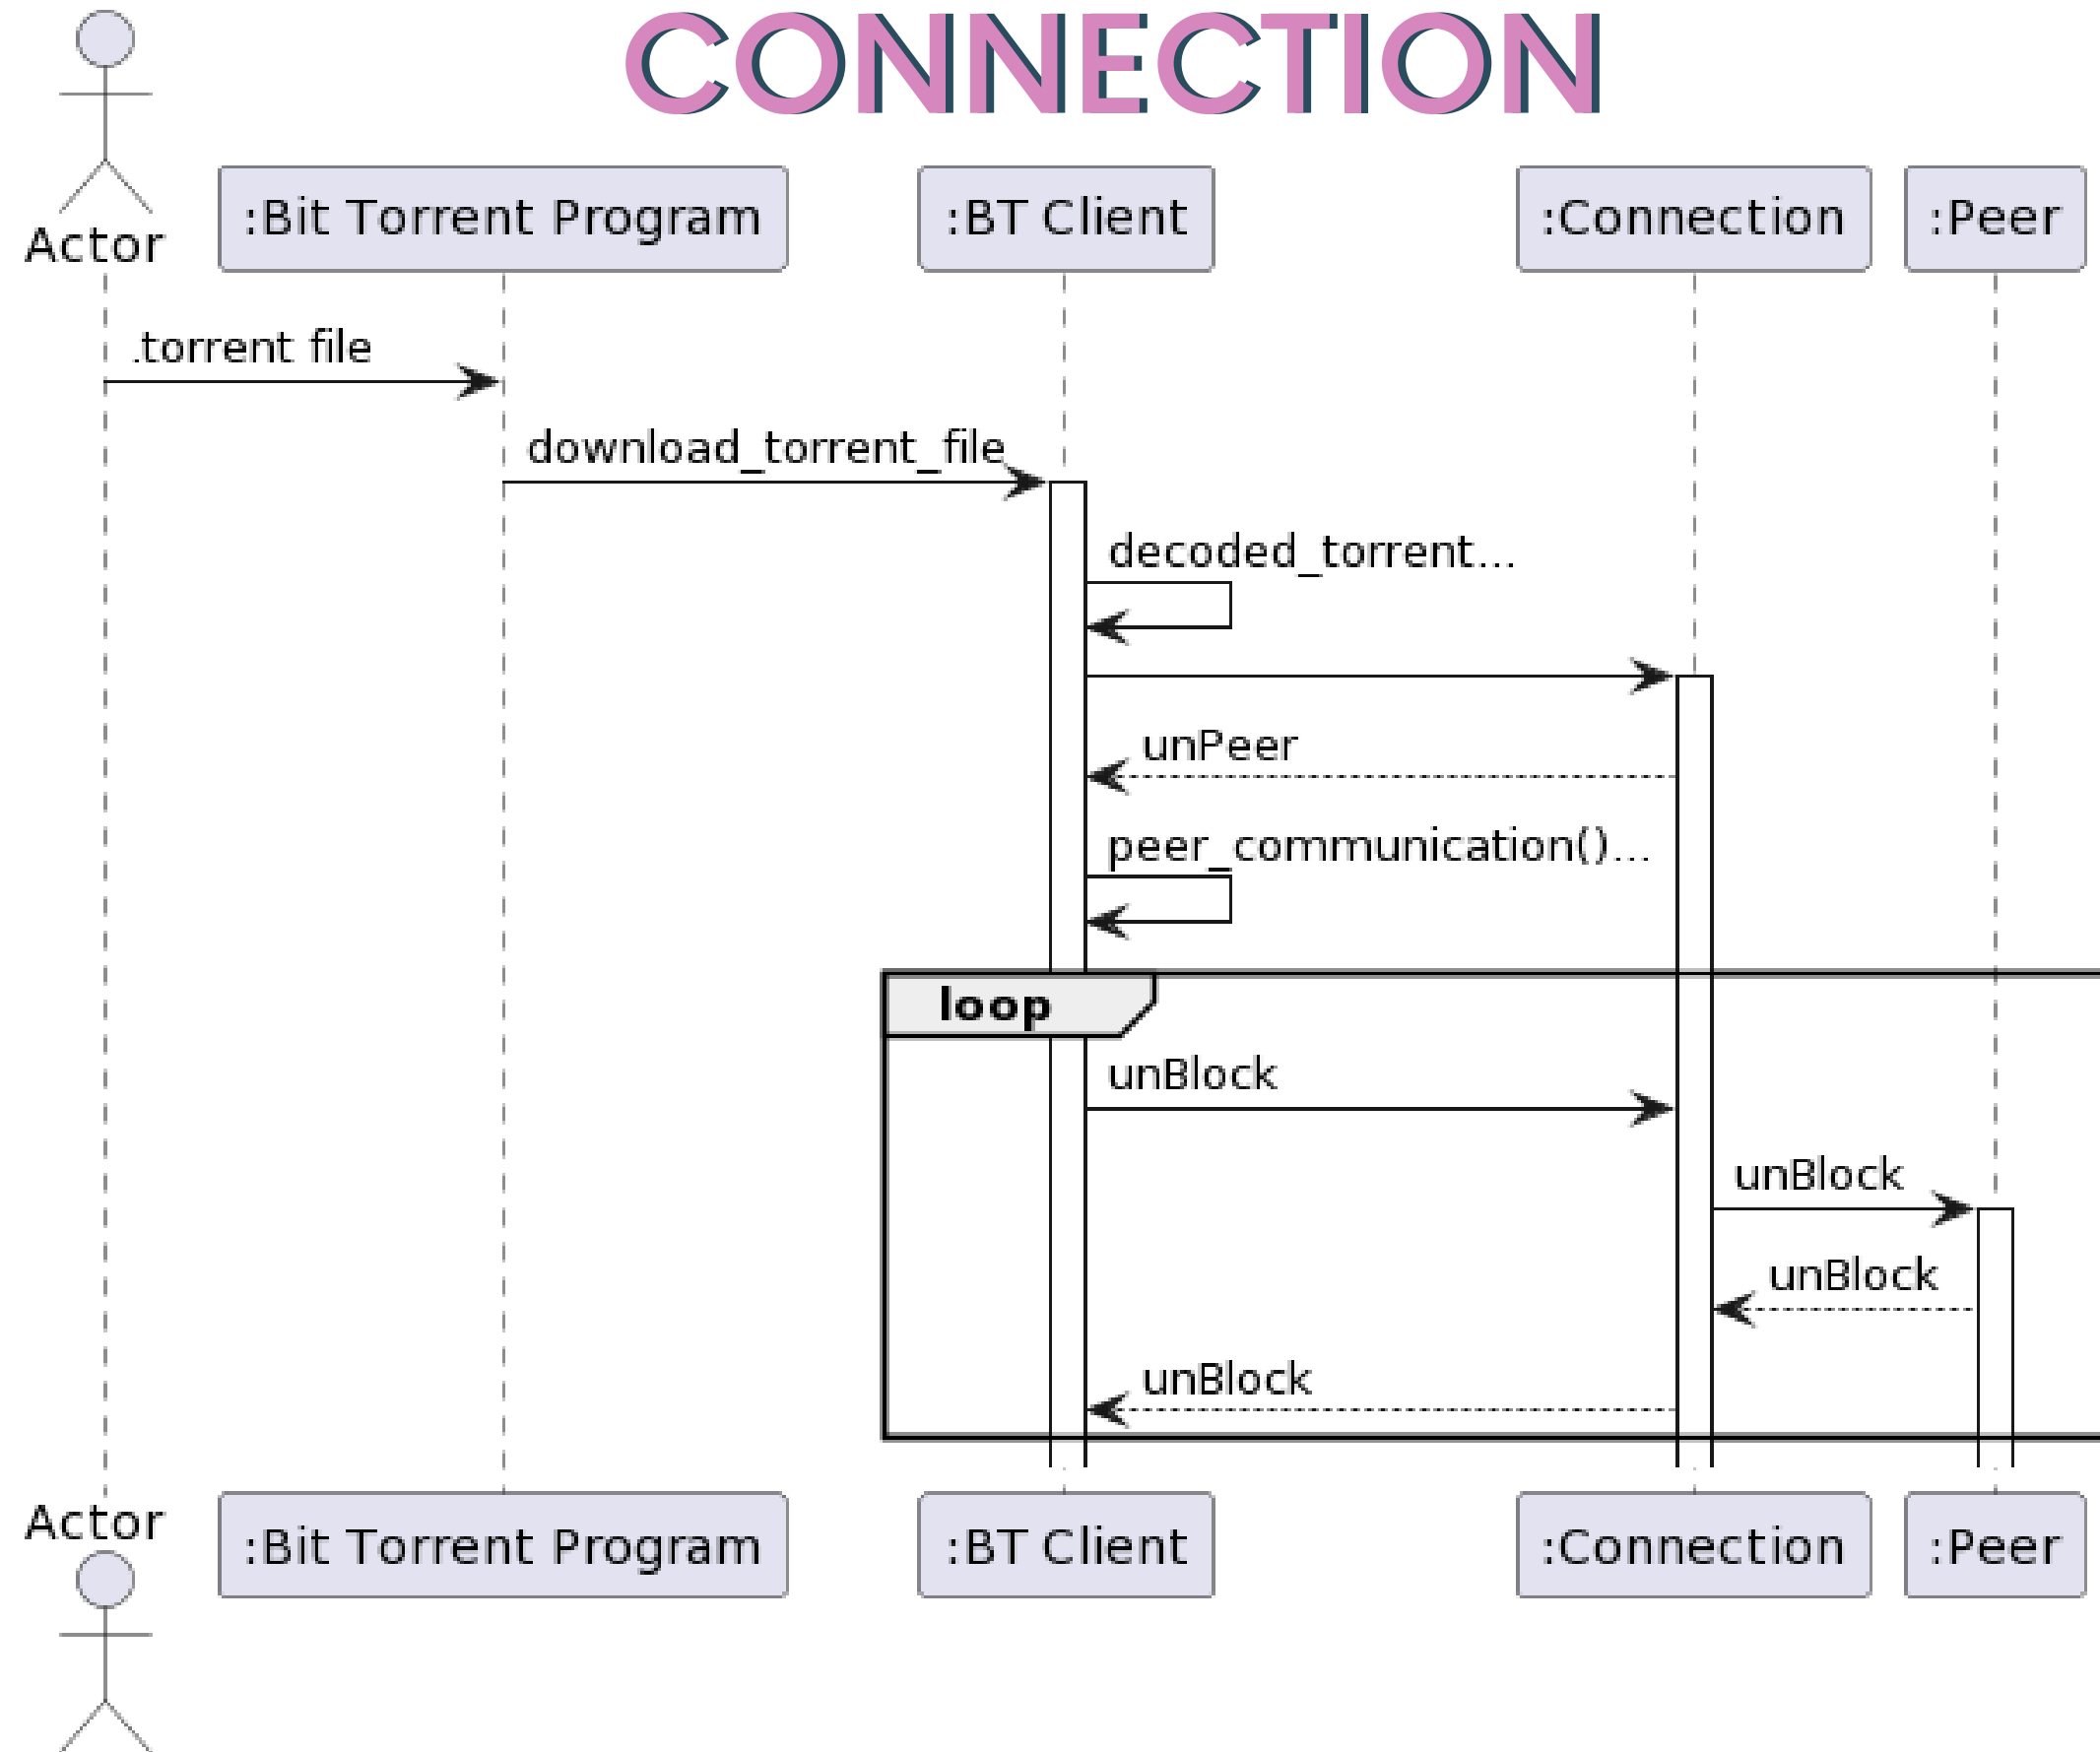 CONNECTION
Actor
:Bit Torrent Program
:BT Client
:Connection
:Peer
.torrent file
download_torrent_file
decoded_torrent...
unPeer
peer_communication()...
loop
unBlock
unBlock
unBlock
unBlock
Actor
:Bit Torrent Program
:BT Client
:Connection
:Peer